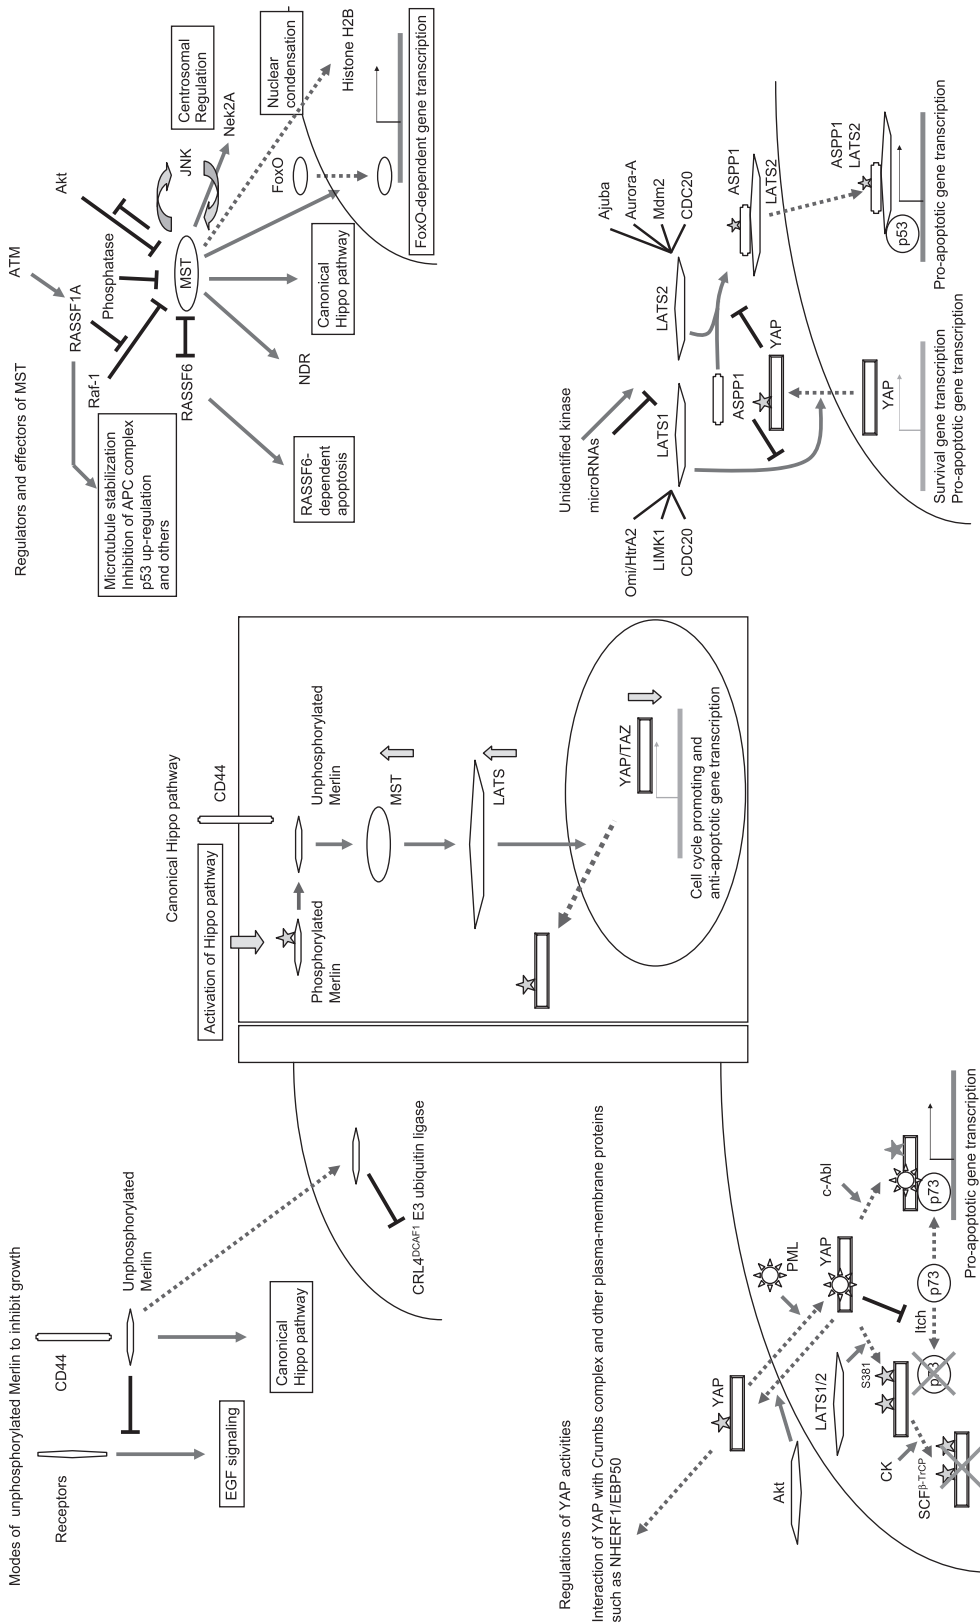 Modes of unphosphorylated Merlin to inhibit growth
Receptors
CD44
Unphosphorylated
Merlin
EGF signaling
Canonical
Hippo pathway
CRL4DCAF1 E3 ubiquitin ligase
Canonical Hippo pathway
Activation of Hippo pathway
CD44
Phosphorylated
Merlin
Unphosphorylated
Merlin
MST
LATS
YAP/TAZ
Cell cycle promoting and
anti-apoptotic gene transcription
Regulators and effectors of MST
ATM
RASSF1A
Akt
Raf-1
Phosphatase
Microtubule stabilization
Inhibition of APC complex
p53 up-regulation
and others
RASSF6
MST
JNK
Centrosomal
Regulation
Nek2A
RASSF6-
dependent
apoptosis
NDR
Canonical
Hippo pathway
FoxO
Nuclear
condensation
Histone H2B
FoxO-dependent gene transcription
Regulations of YAP activities
Interaction of YAP with Crumbs complex and other plasma-membrane proteins
such as NHERF1/EBP50
YAP
PML
Akt
LATS1/2
YAP
c-Abl
S381
CK
SCFβ-TrCP
Itch
p73
p73
p73
Pro-apoptotic gene transcription
Unidentified kinase
microRNAs
Omi/HtrA2
LIMK1
CDC20
LATS1
LATS2
Ajuba
Aurora-A
Mdm2
CDC20
ASPP1
YAP
ASPP1
LATS2
YAP
ASPP1
LATS2
p53
Survival gene transcription
Pro-apoptotic gene transcription
Pro-apoptotic gene transcription